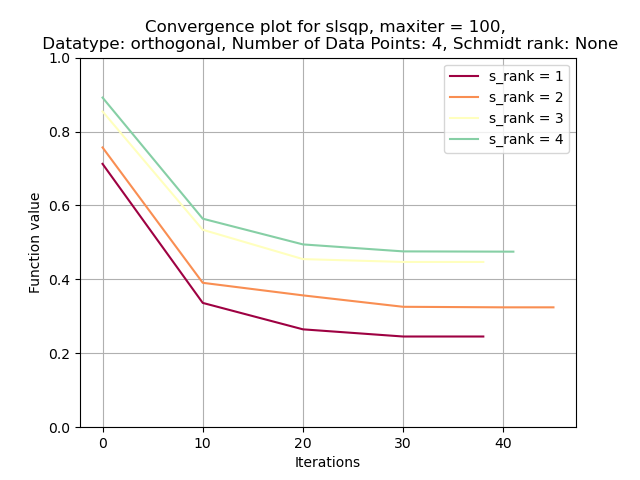 Convergence plot for slsqp, maxiter = 100,
Datatype: orthogonal, Number of Data Points: 4, Schmidt rank: None
1.0
0.8
0.6
0.4
0.2
0.0
Function value
s_rank = 1
s_rank = 2
s_rank = 3
s_rank = 4
0 10 20 30 40
Iterations